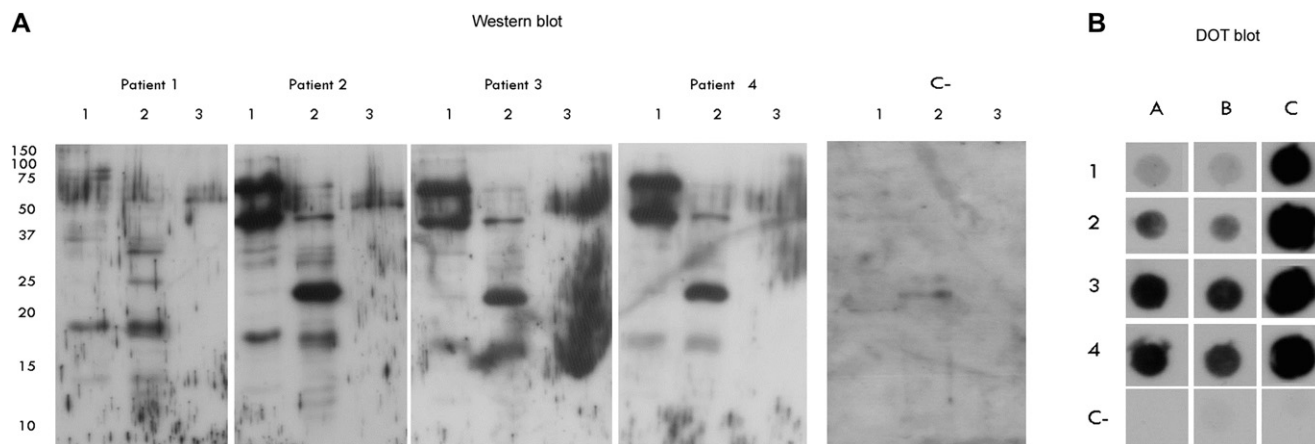 A
Western blot
Patient 1 Patient 2 Patient 3 Patient 4 C-
1 2 3 1 2 3 1 2 3 1 2 3 1 2 3
150
100
75
50
37
25
20
15
10
B
DOT blot
A B C
1
2
3
4
C-